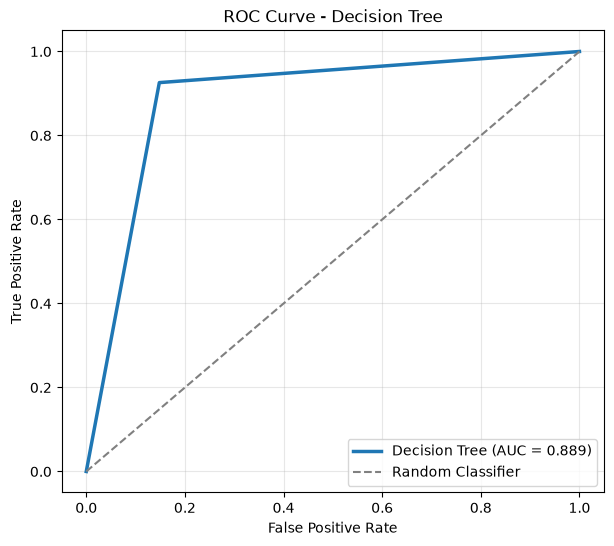 ROC Curve - Decision Tree
True Positive Rate
1.0
0.8
0.6
0.4
0.2
0.0
Decision Tree (AUC = 0.889)
Random Classifier
0.0 0.2 0.4 0.6 0.8 1.0
False Positive Rate